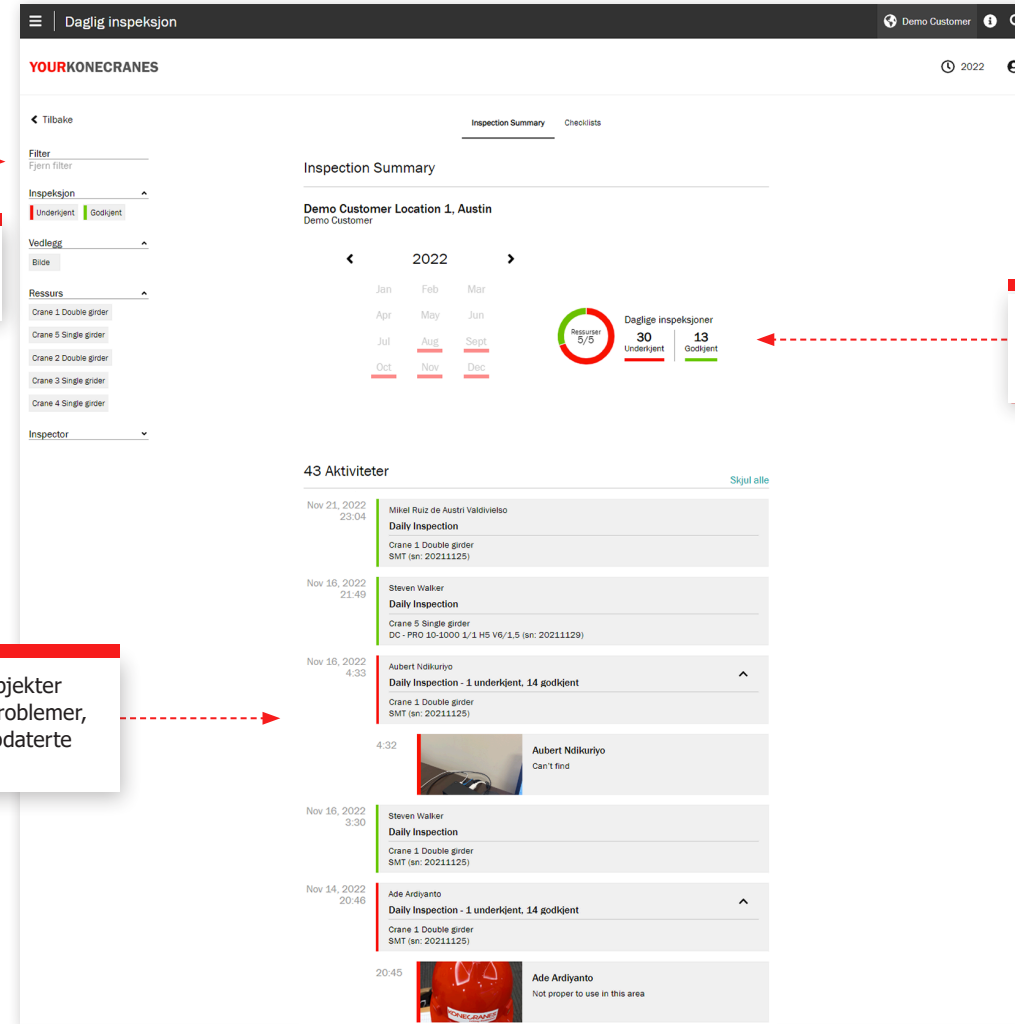 Daglig inspeksjon
Demo Customer
YOURKONECRANES
2022
Tilbake
Inspection Summary
Checklists
Filter
Fjern filter
Inspeksjon
Underkjent
Godkjent
Vedlegg
Bilde
Ressurs
Crane 1 Double girder
Crane 5 Single girder
Crane 2 Double girder
Crane 3 Single grider
Crane 4 Single girder
Inspector
Inspection Summary
Demo Customer Location 1, Austin
Demo Customer
2022
Jan Feb Mar
Apr May Jun
Jul Aug Sept
Oct Nov Dec
Ressurser
5/5
Daglige inspeksjoner
30 13
Underkjent Godkjent
43 Aktiviteter
Skjul alle
Nov 21, 2022
23:04
Mikel Ruiz de Austri Valdivielso
Daily Inspection
Crane 1 Double girder
SMT (sn: 20211125)
Nov 16, 2022
21:49
Steven Walker
Daily Inspection
Crane 5 Single girder
DC - PRO 10-1000 1/1 H5 V6/1,5 (sn: 20211129)
Nov 16, 2022
4:33
Aubert Ndikuriyo
Daily Inspection - 1 underkjent, 14 godkjent
Crane 1 Double girder
SMT (sn: 20211125)
4:32
Aubert Ndikuriyo
Can't find
Nov 16, 2022
3:30
Steven Walker
Daily Inspection
Crane 1 Double girder
SMT (sn: 20211125)
Nov 14, 2022
20:46
Ade Ardiyanto
Daily Inspection - 1 underkjent, 14 godkjent
Crane 1 Double girder
SMT (sn: 20211125)
20:45
KONECRANES
Ade Ardiyanto
Not proper to use in this area